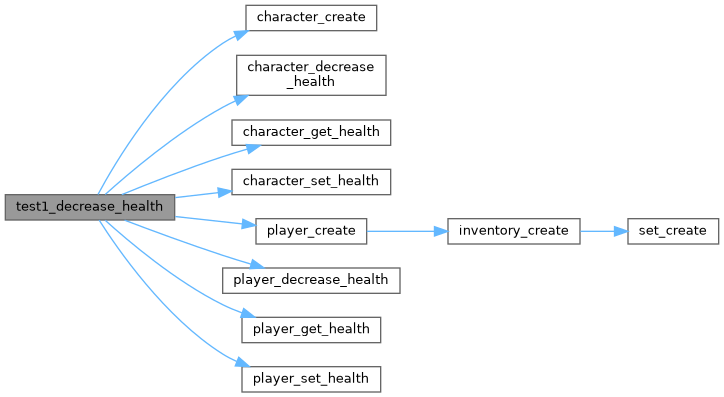 character_create
character_decrease
_health
character_get_health
character_set_health
test1_decrease_health
player_create
inventory_create
set_create
player_decrease_health
player_get_health
player_set_health